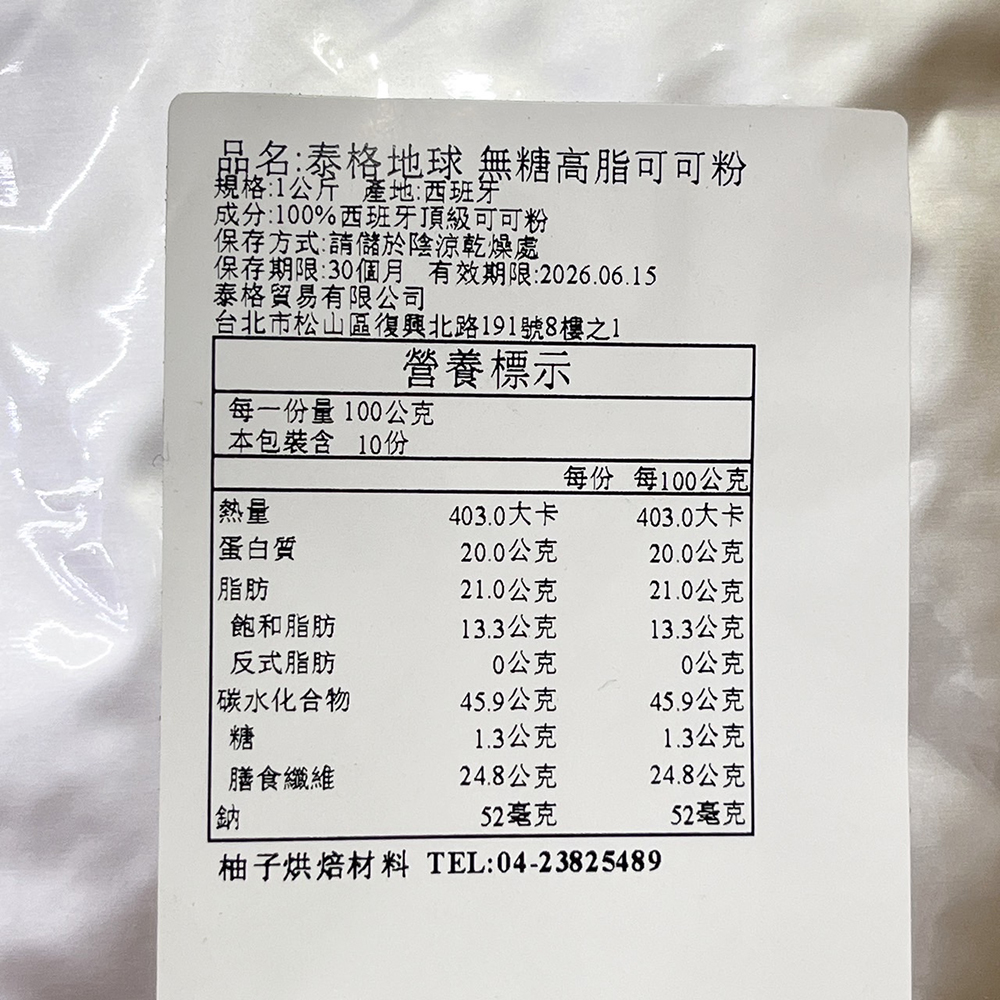 品名:泰格地球 無糖高脂可可粉
規格:1公斤 產地:西班牙
成分:100%西班牙頂級可可粉
保存方式:請儲於陰涼乾燥處
保存期限:30個月 有效期限:2026.06.15
泰格貿易有限公司
台北市松山區復興北路191號8樓之1
營養標示
每一份量 100公克
本包裝含 10份
每份 每100公克
熱量 403.0大卡 403.0大卡
蛋白質 20.0公克 20.0公克
脂肪 21.0公克 21.0公克
飽和脂肪 13.3公克 13.3公克
反式脂肪 0公克 0公克
碳水化合物 45.9公克 45.9公克
糖 1.3公克 1.3公克
膳食纖維 24.8公克 24.8公克
鈉 52毫克 52毫克
柚子烘焙材料 TEL:04-23825489